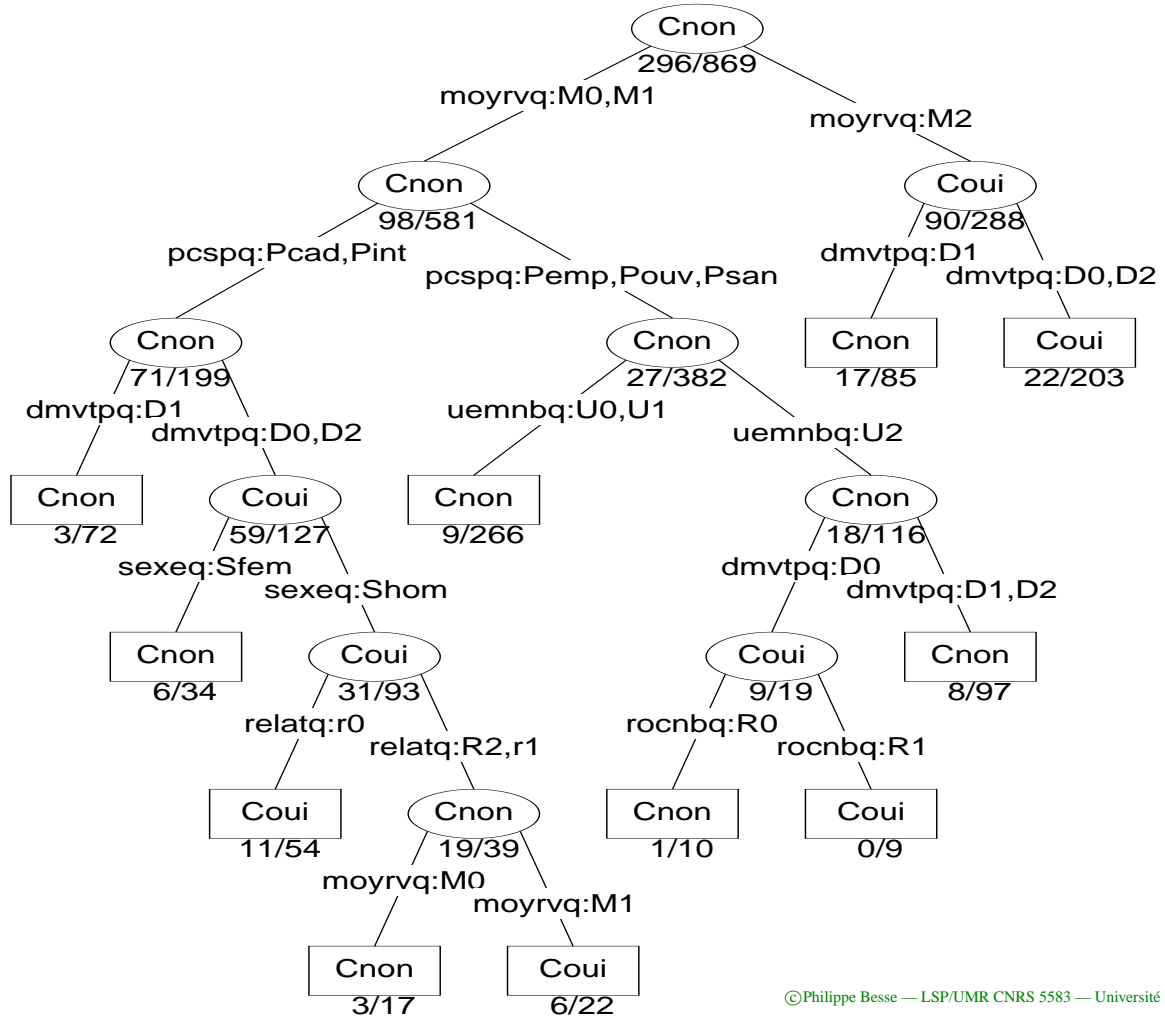 Cnon
296/869
moyrvq:M0,M1
moyrvq:M2
Cnon
98/581
Coui
90/288
pcspq:Pcad,Pint
pcspq:Pemp,Pouv,Psan
dmvtpq:D1
dmvtpq:D0,D2
Cnon
71/199
Cnon
27/382
Cnon
17/85
Coui
22/203
dmvtpq:D1
dmvtpq:D0,D2
uemnbq:U0,U1
uemnbq:U2
Cnon
3/72
Coui
59/127
Cnon
9/266
Cnon
18/116
sexeq:Sfem
sexeq:Shom
dmvtpq:D0
dmvtpq:D1,D2
Cnon
6/34
Coui
31/93
Coui
9/19
Cnon
8/97
relatq:r0
relatq:R2,r1
rocnbq:R0
rocnbq:R1
Coui
11/54
Cnon
19/39
Cnon
1/10
Coui
0/9
moyrvq:M0
moyrvq:M1
Cnon
3/17
Coui
6/22
©Philippe Besse — LSP/UMR CNRS 5583 — Université